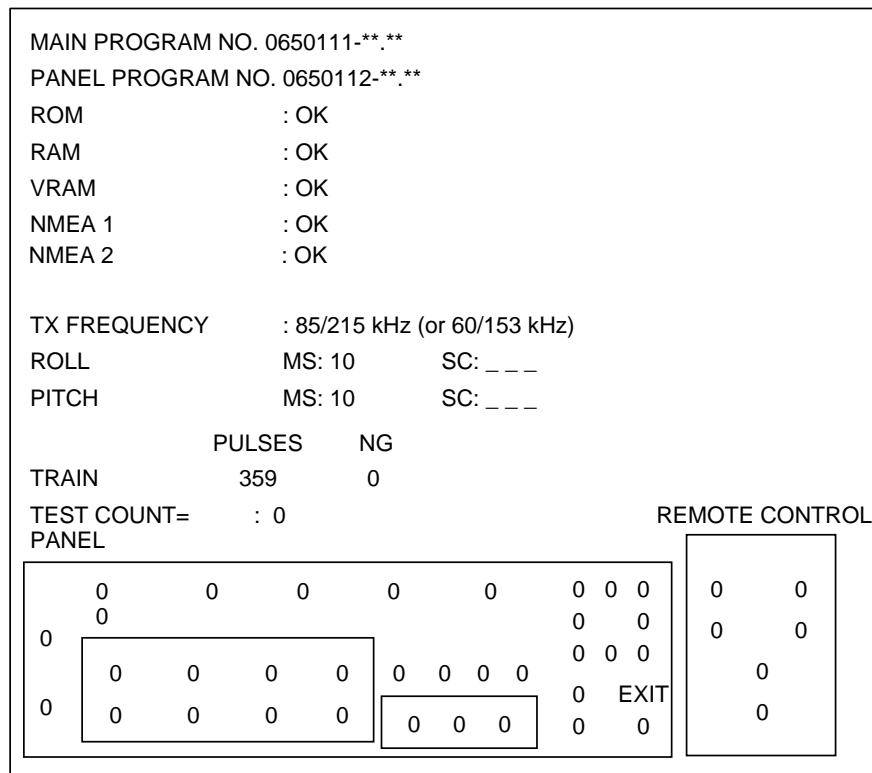 MAIN PROGRAM NO. 0650111-**.**
PANEL PROGRAM NO. 0650112-**.**
ROM : OK
RAM : OK
VRAM : OK
NMEA 1 : OK
NMEA 2 : OK
TX FREQUENCY : 85/215 kHz (or 60/153 kHz)
ROLL MS: 10 SC: _ _ _
PITCH MS: 10 SC: _ _ _
PULSES NG
TRAIN 359 0
TEST COUNT= : 0 REMOTE CONTROL
PANEL
0 0 0 0 0 0 0 0 0 0
0 0 0 0 0
0
0 0 0
0 0 0 0 0 0 0 0 0
0 EXIT
0 0 0 0 0 0 0 0 0 0 0